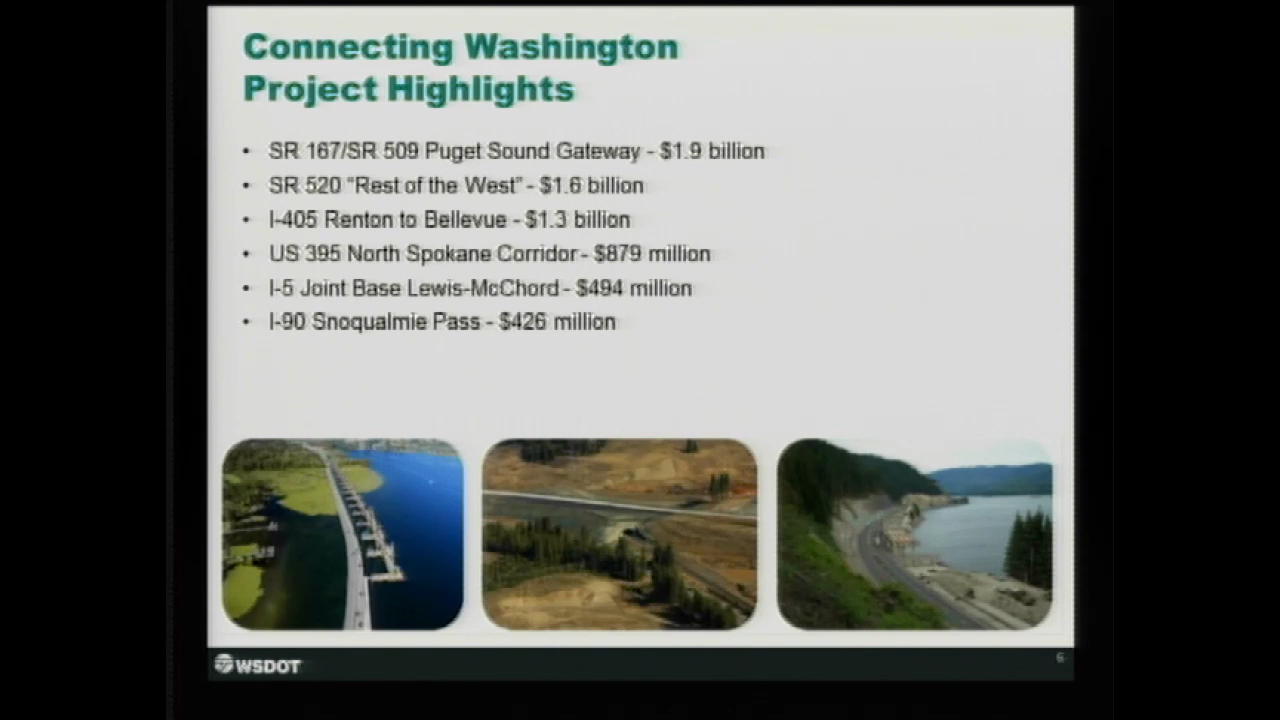 Connecting Washington
Project Highlights
• SR 167/SR 509 Puget Sound Gateway - $1.9 billion
• SR 520 “Rest of the West” - $1.6 billion
• I-405 Renton to Bellevue - $1.3 billion
• US 395 North Spokane Corridor - $879 million
• I-5 Joint Base Lewis-McChord - $494 million
• I-90 Snoqualmie Pass - $426 million
WSDOT
6